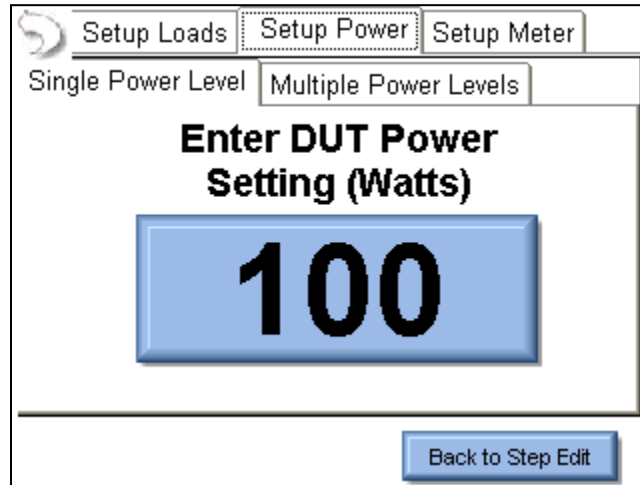 Setup Loads Setup Power Setup Meter
Single Power Level Multiple Power Levels
Enter DUT Power
Setting (Watts)
100
Back to Step Edit